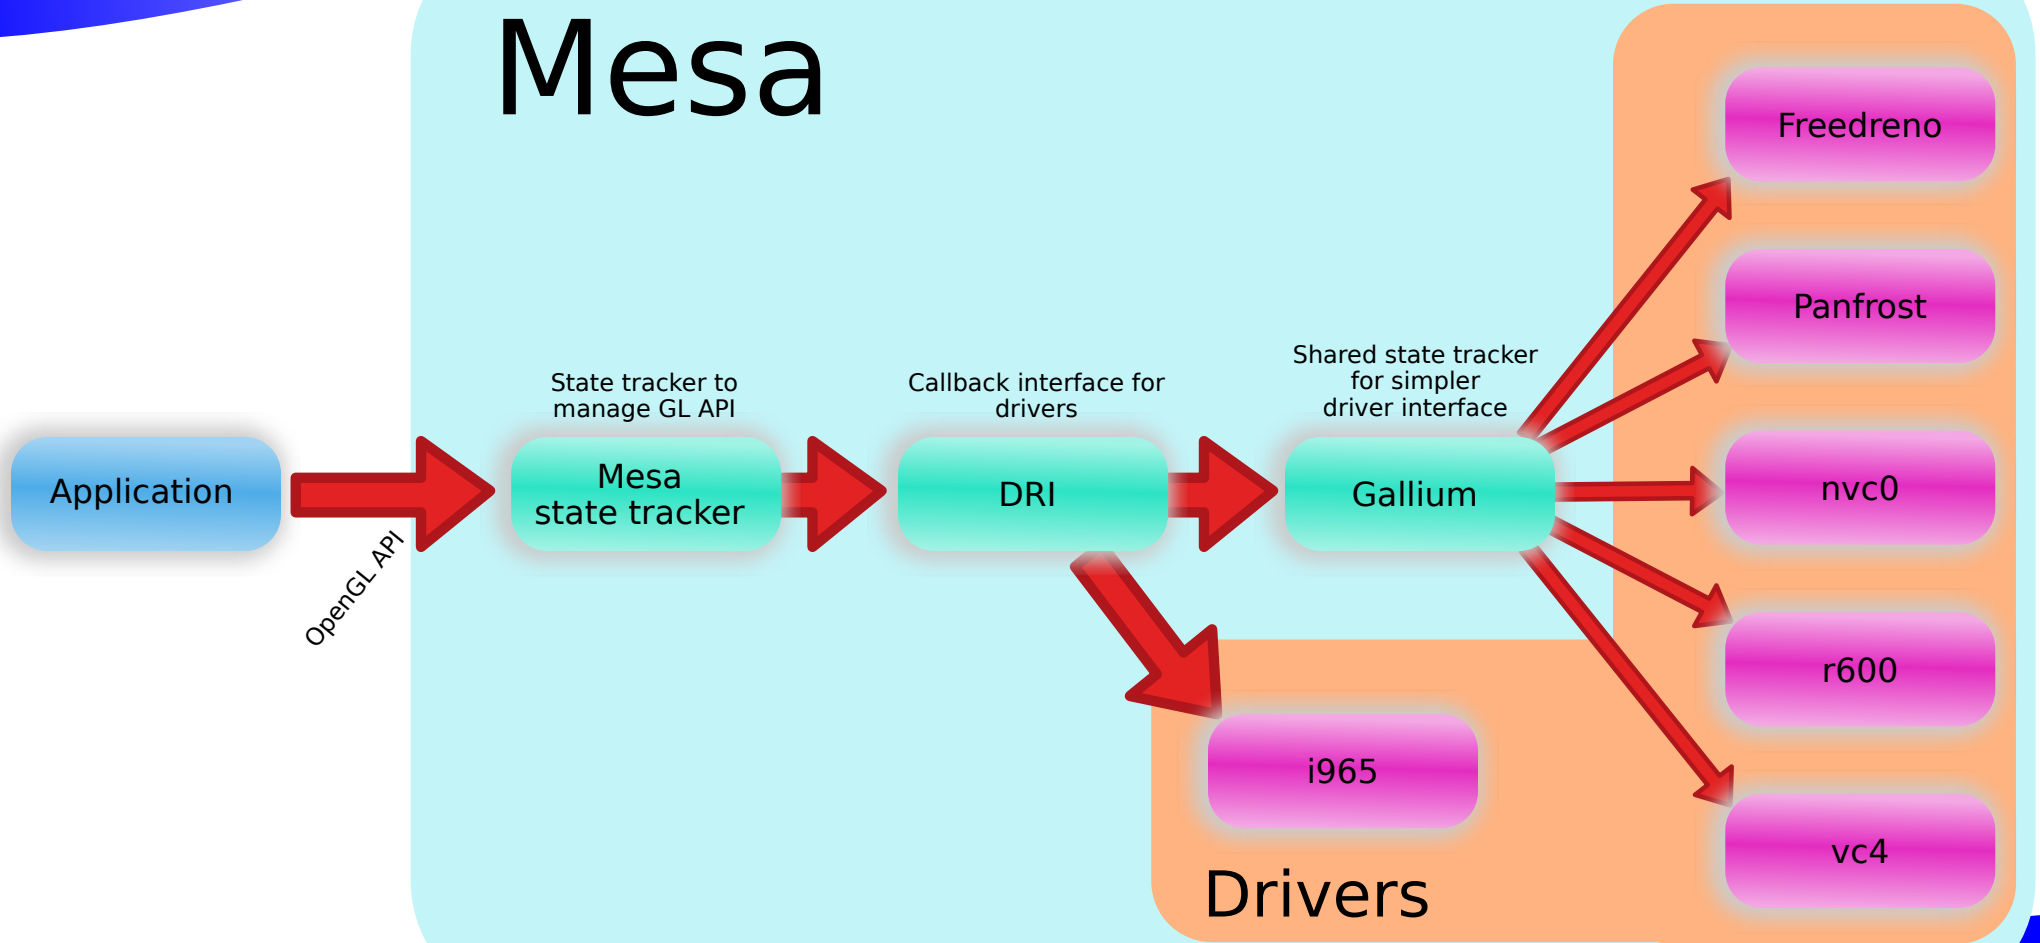 Mesa
Freedreno
Panfrost
State tracker to
manage GL API
Callback interface for
drivers
Shared state tracker
for simpler
driver interface
Application
OpenGL API
Mesa
state tracker
DRI
Gallium
nvc0
r600
i965
vc4
Drivers